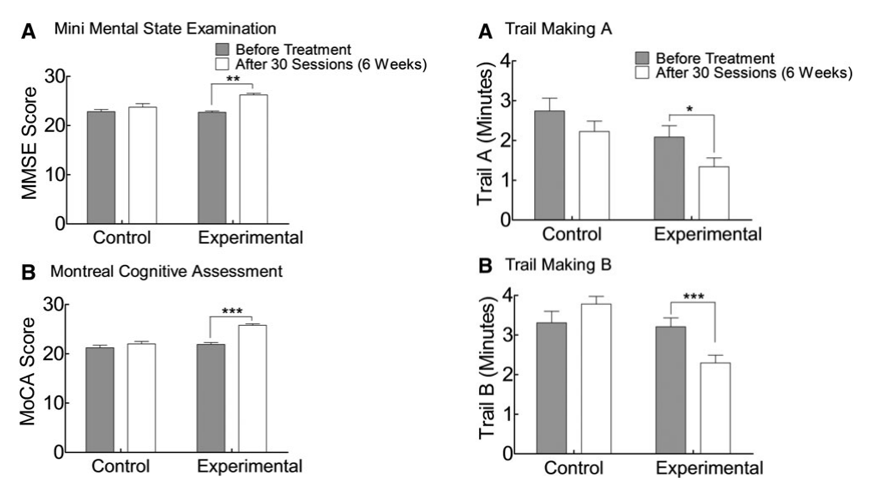 A Mini Mental State Examination
Before Treatment
After 30 Sessions (6 Weeks)
MMSE Score
30
20
10
0
**
Control Experimental
B Montreal Cognitive Assessment
MoCA Score
30
20
10
0
***
Control Experimental
A Trail Making A
Before Treatment
After 30 Sessions (6 Weeks)
Trail A (Minutes)
4
3
2
1
0
*
Control Experimental
B Trail Making B
Trail B (Minutes)
4
3
2
1
0
***
Control Experimental